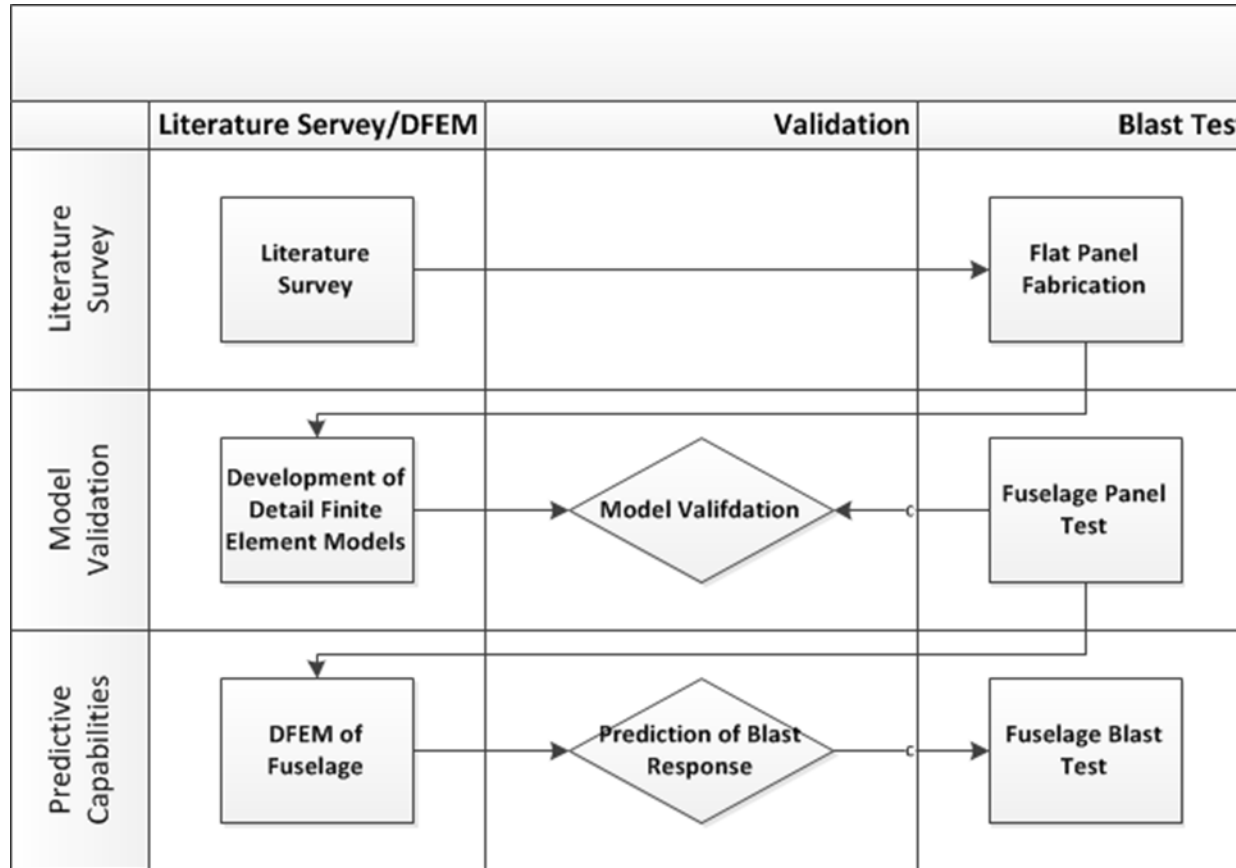 Literature Servey/DFEM
Validation
Blast Tes
Literature
Survey
Literature
Survey
Flat Panel
Fabrication
Model
Validation
Development of
Detail Finite
Element Models
Model Valifdation
c
Fuselage Panel
Test
Predictive
Capabilities
DFEM of
Fuselage
Prediction of Blast
Response
c
Fuselage Blast
Test